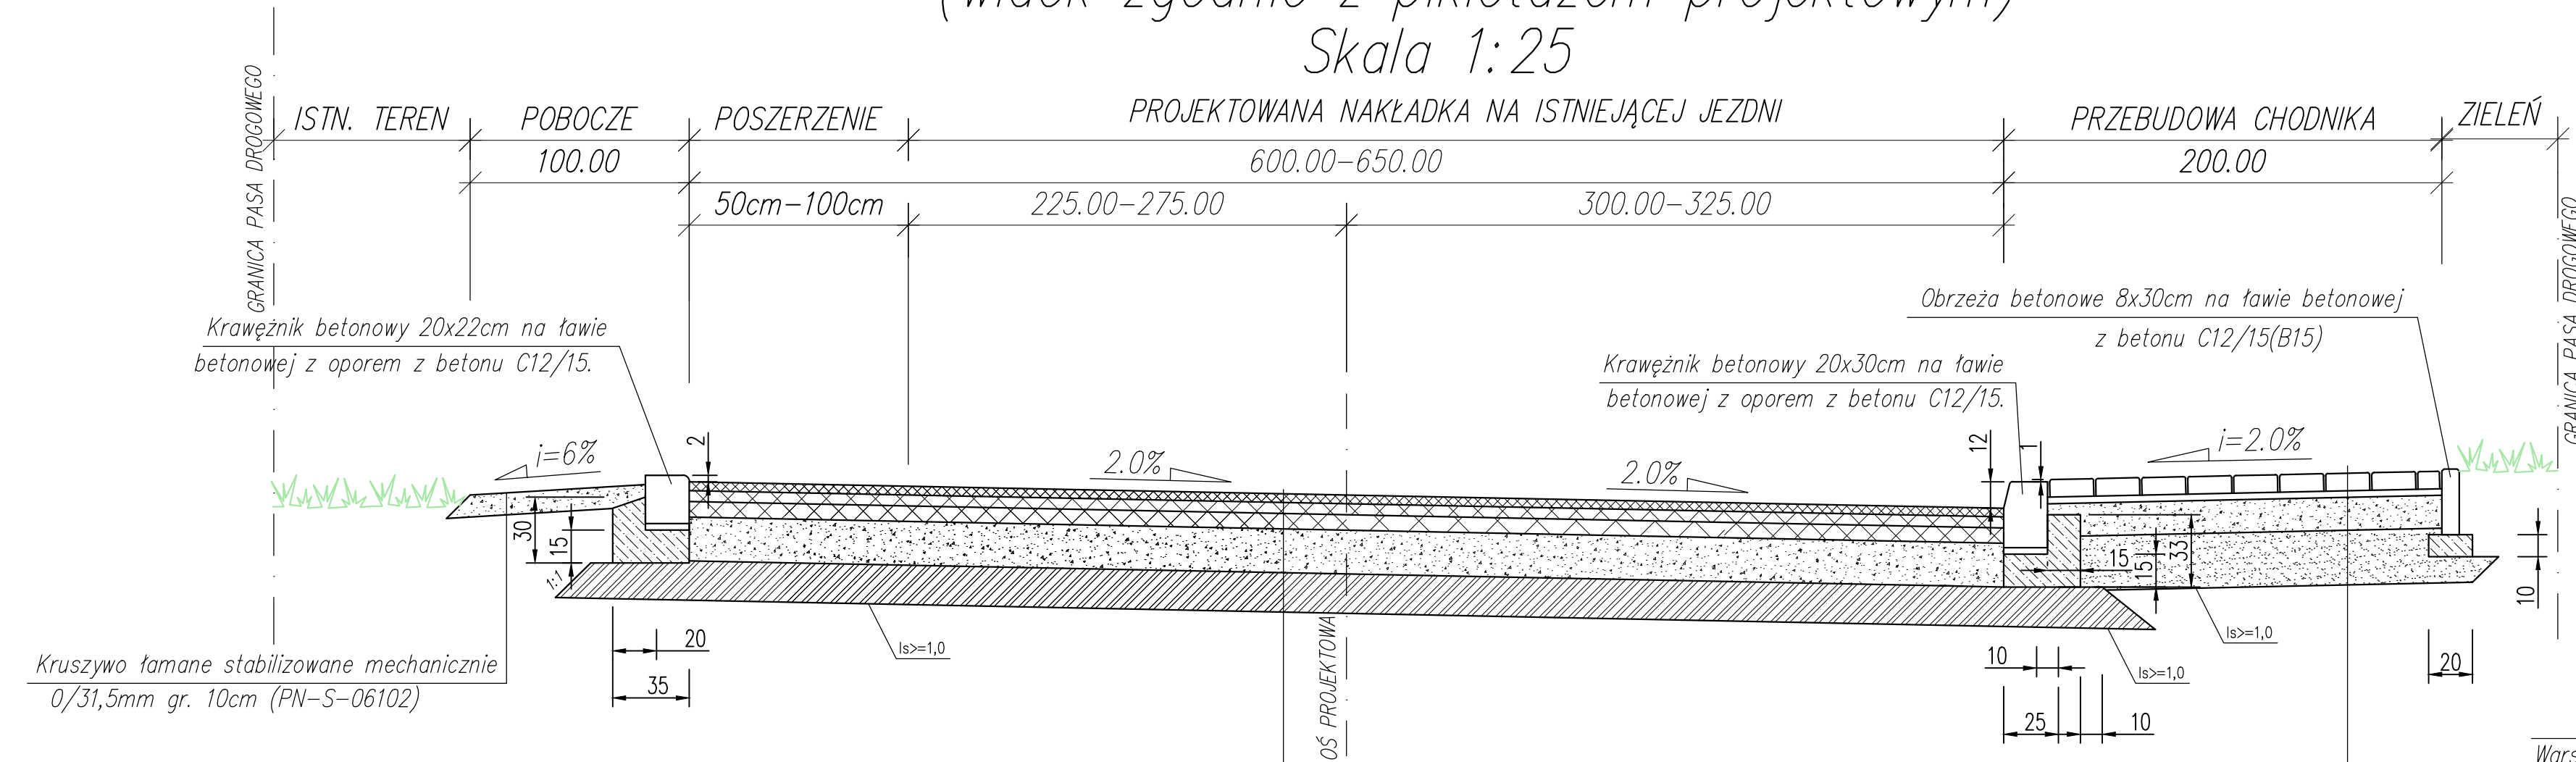 (widok zgodnie z pikietażem projektowym)
Skala 1:25
GRANICA PASA DROGOWEGO
ISTN. TEREN
POBOCZE
POSZERZENIE
PROJEKTOWANA NAKŁADKA NA ISTNIEJĄCEJ JEZDNI
PRZEBUDOWA CHODNIKA
ZIELEŃ
100.00
600.00-650.00
200.00
50cm-100cm
225.00-275.00
300.00-325.00
GRANICA PASA DROGOWEGO
Krawężnik betonowy 20x22cm na ławie
betonowej z oporem z betonu C12/15.
Obrzeża betonowe 8x30cm na ławie betonowej
z betonu C12/15(B15)
Krawężnik betonowy 20x30cm na ławie
betonowej z oporem z betonu C12/15.
i=6%
2
2.0%
2.0%
12
1
i=2.0%
30
15
1:1
15
15
33
10
Kruszywo łamane stabilizowane mechanicznie
0/31,5mm gr. 10cm (PN-S-06102)
20
35
Is>=1,0
OŚ PROJEKTOWA
Is>=1,0
Is>=1,0
10
25
10
20
Wars